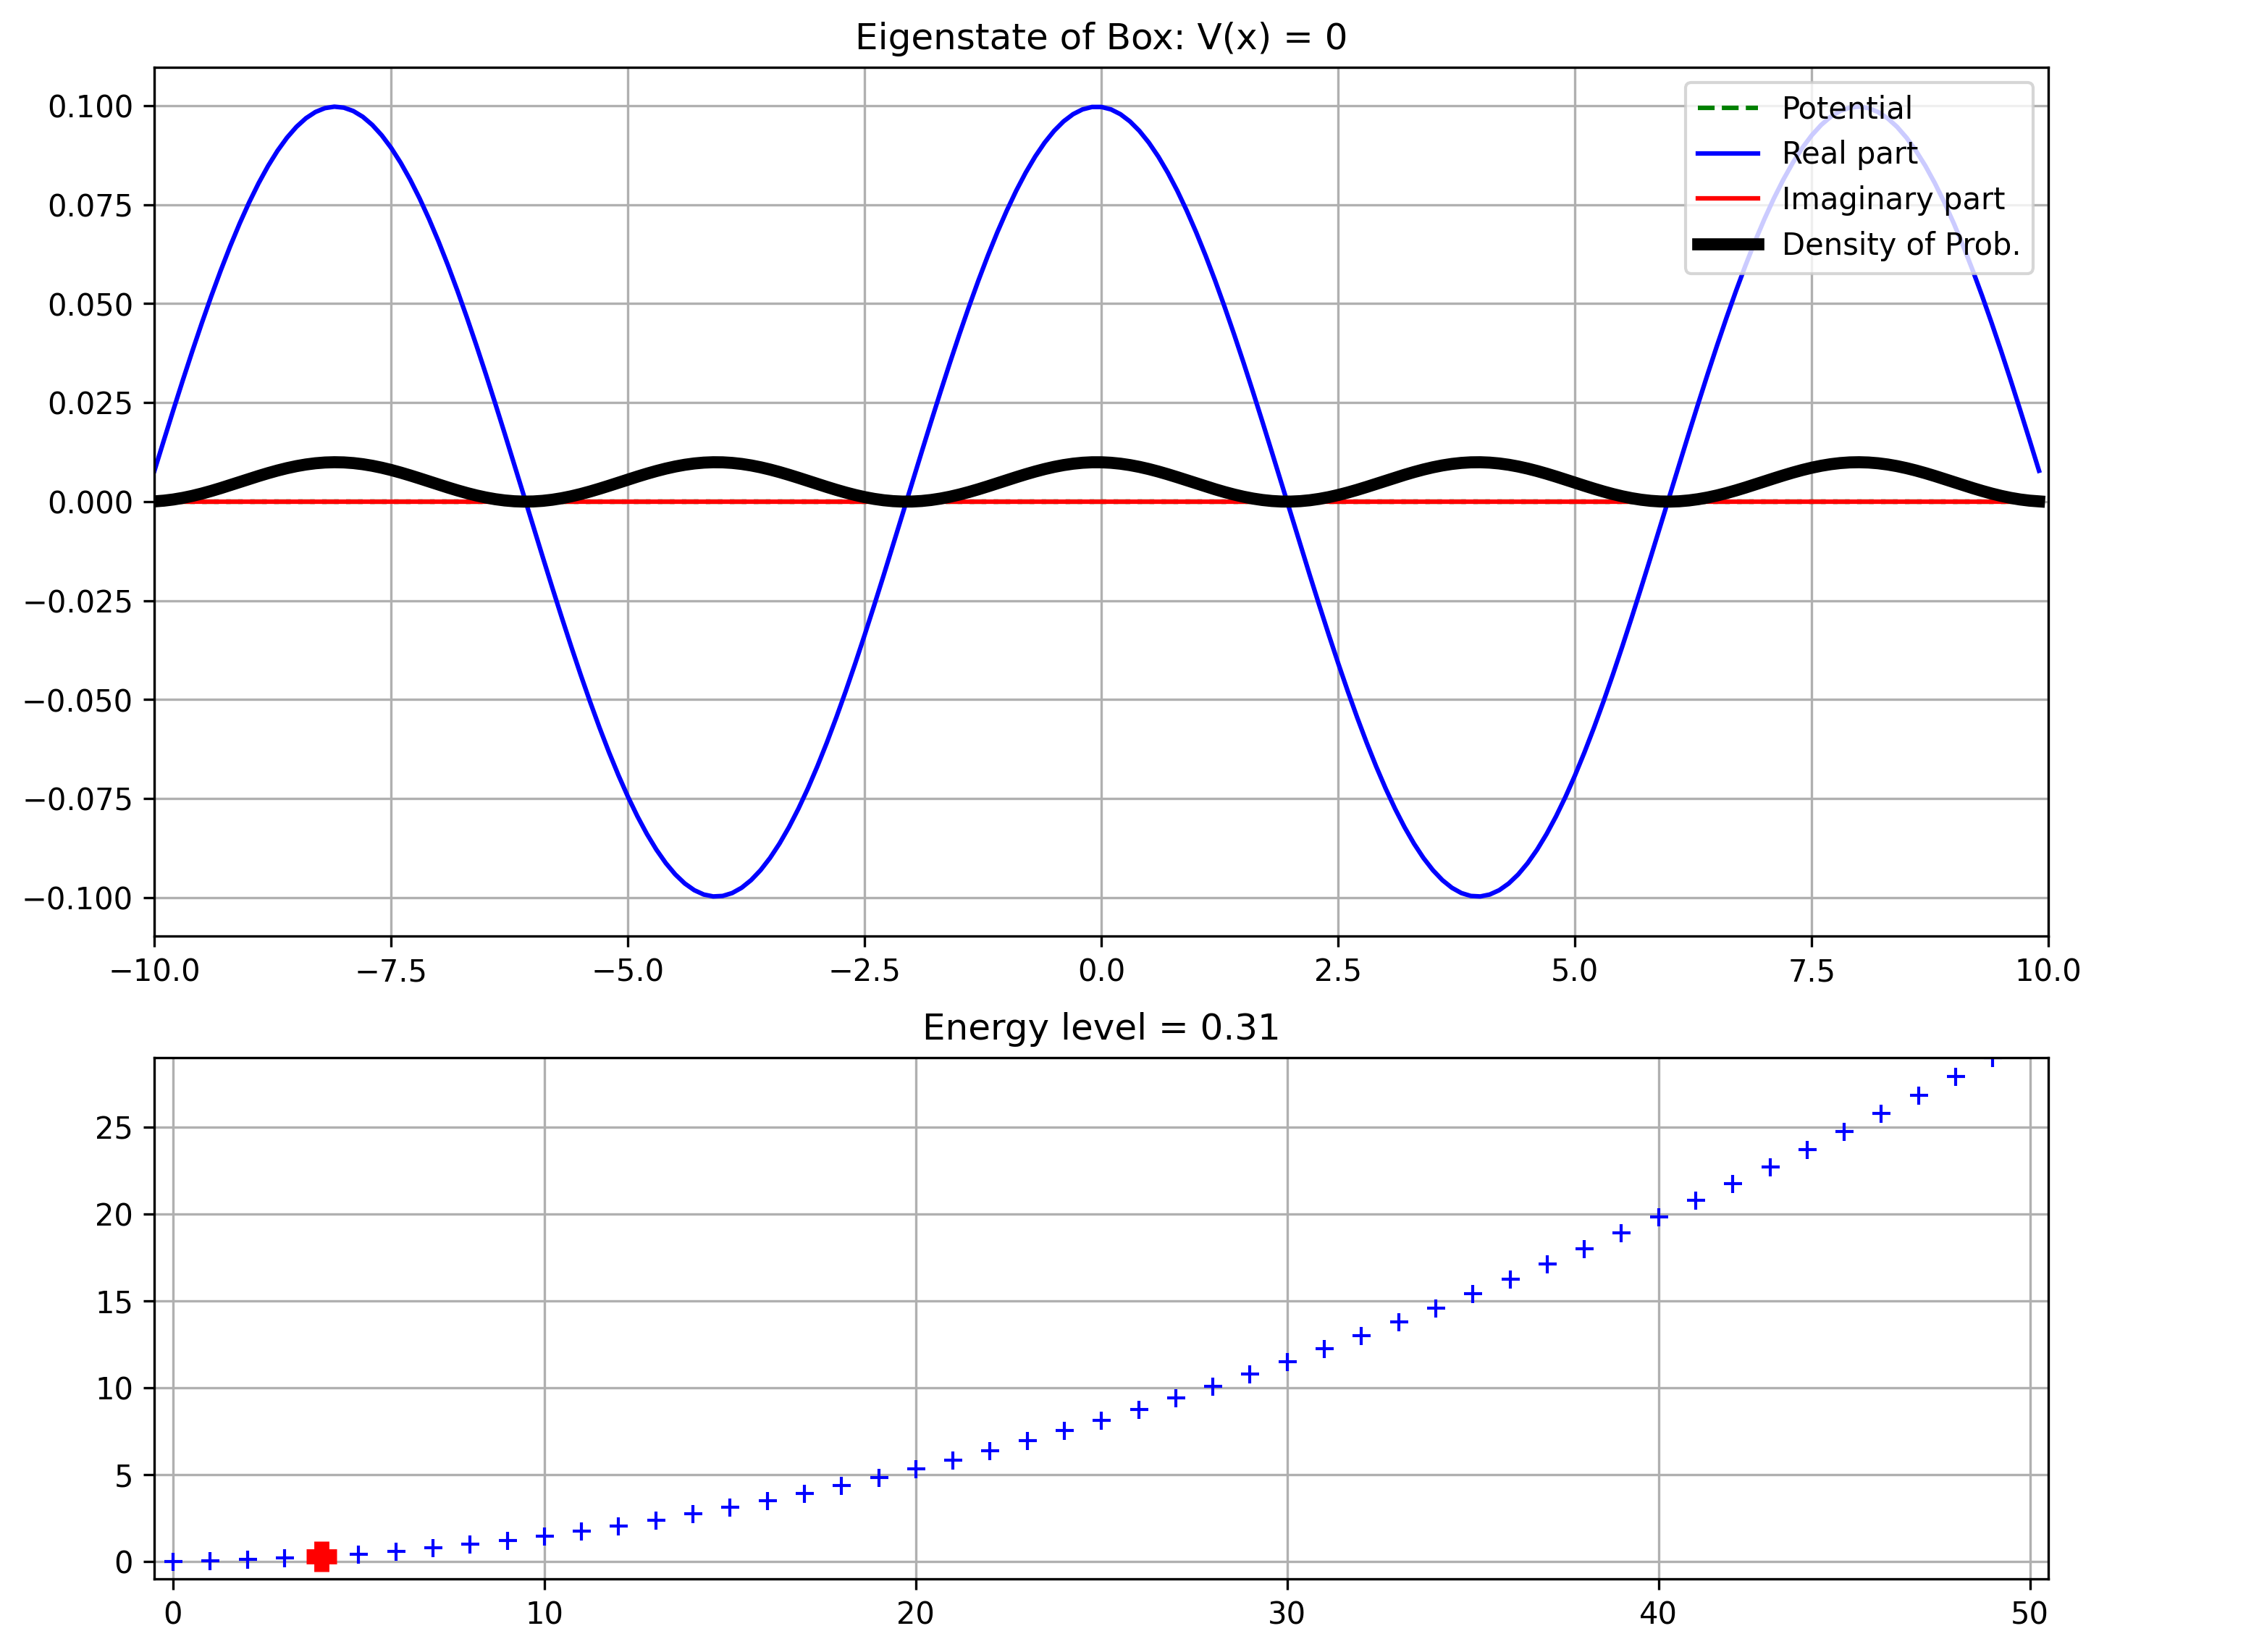 Eigenstate of Box: V(x) = 0
0.100
0.075
0.050
0.025
0.000
−0.025
−0.050
−0.075
−0.100
Potential
Real part
Imaginary part
Density of Prob.
−10.0 −7.5 −5.0 −2.5 0.0 2.5 5.0 7.5 10.0
Energy level = 0.31
25
20
15
10
5
0
0 10 20 30 40 50